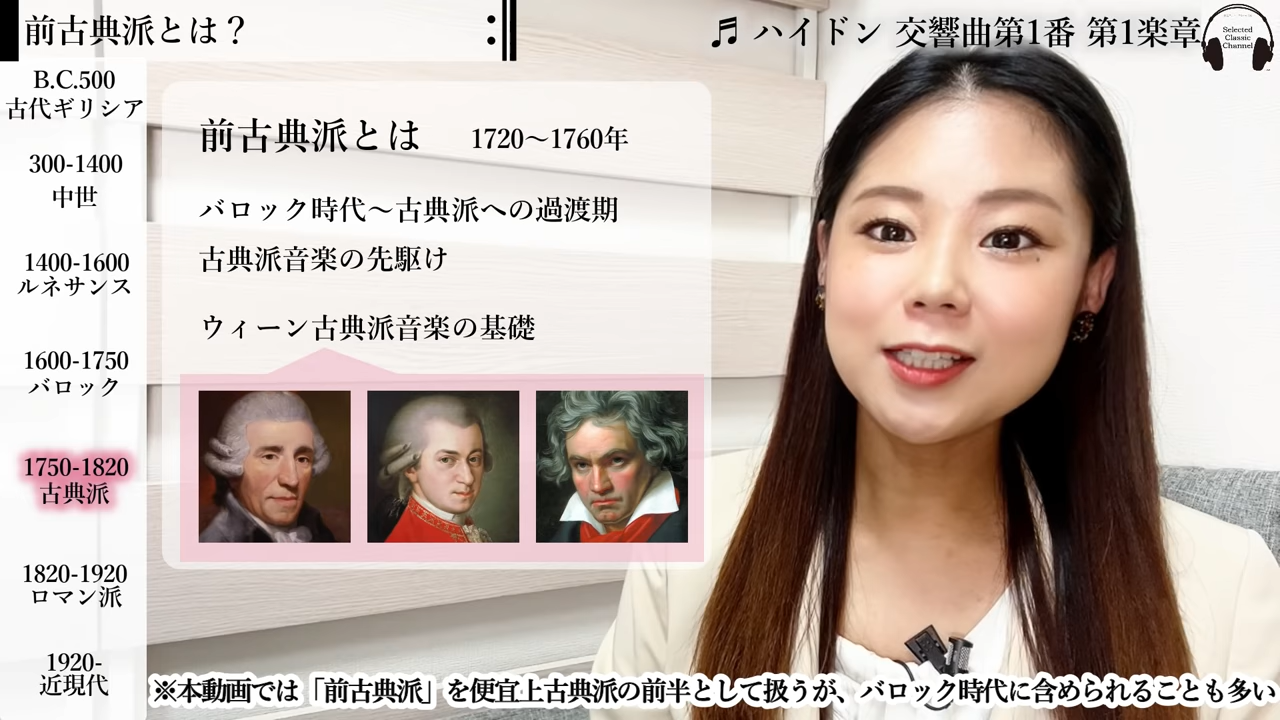 前古典派とは？
♬ ハイドン 交響曲第1番 第1楽章
Selected
Classic
Channel
B.C.500
古代ギリシア
300-1400
中世
1400-1600
ルネサンス
1600-1750
バロック
1750-1820
古典派
1820-1920
ロマン派
1920-
近現代
前古典派とは 1720〜1760年
バロック時代〜古典派への過渡期
古典派音楽の先駆け
ウィーン古典派音楽の基礎
※本動画では「前古典派」を便宜上古典派の前半として扱うが、バロック時代に含められることも多い